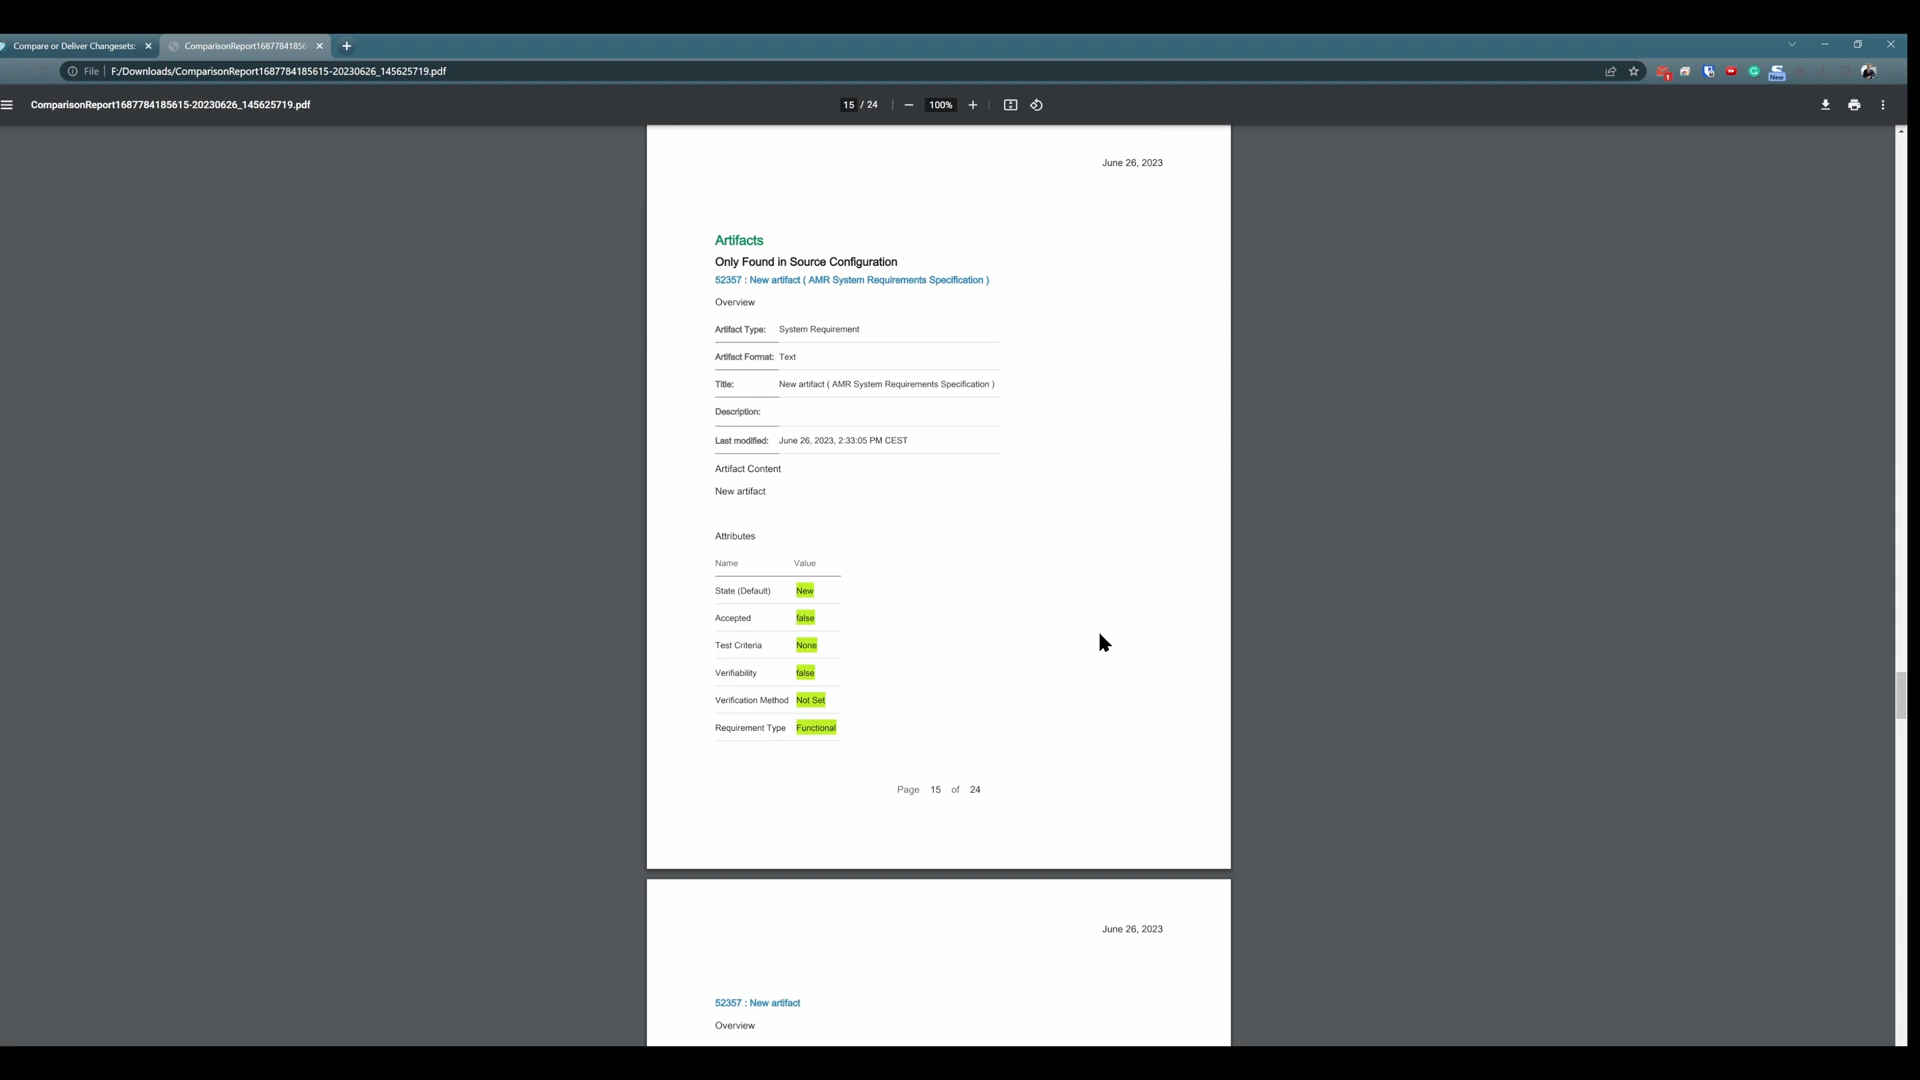 Compare or Deliver Changesets:
ComparisonReport16877841856
File
F:/Downloads/ComparisonReport1687784185615-20230626_145625719.pdf
1
New
ComparisonReport1687784185615-20230626_145625719.pdf
15 / 24
100%
June 26, 2023
Artifacts
Only Found in Source Configuration
52357 : New artifact ( AMR System Requirements Specification )
Overview
Artifact Type: System Requirement
Artifact Format: Text
Title: New artifact ( AMR System Requirements Specification )
Description:
Last modified: June 26, 2023, 2:33:05 PM CEST
Artifact Content
New artifact
Attributes
Name Value
State (Default) New
Accepted false
Test Criteria None
Verifiability false
Verification Method Not Set
Requirement Type Functional
Page 15 of 24
June 26, 2023
52357 : New artifact
Overview